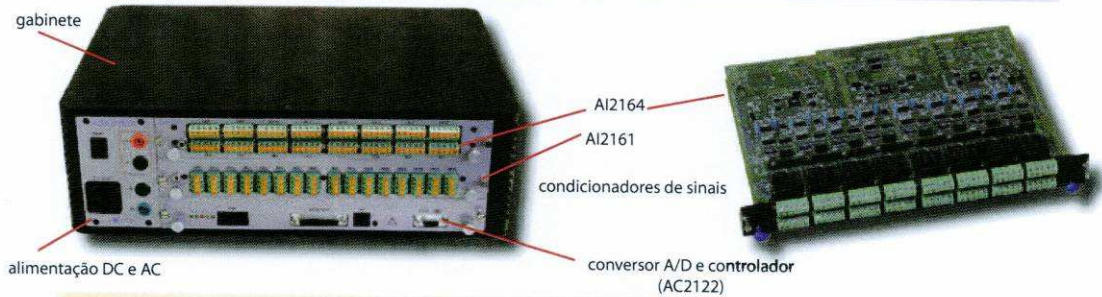 gabinete
AI2164
AI2161
condicionadores de sinais
alimentação DC e AC
conversor A/D e controlador
(AC2122)